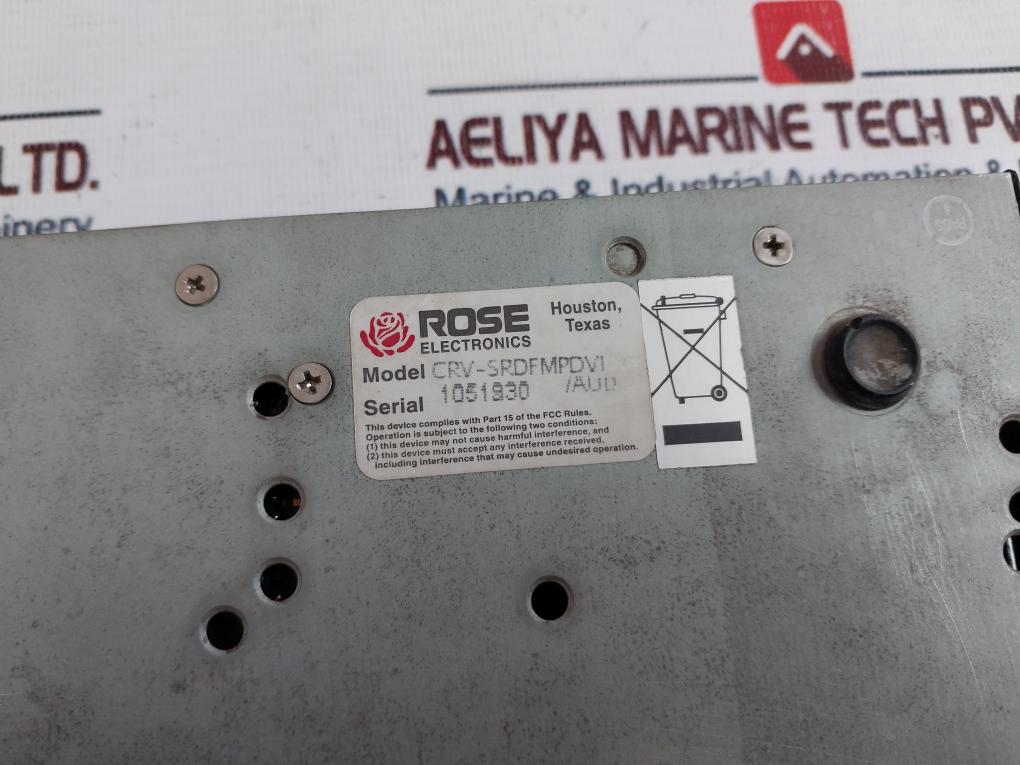 LTD.
AELIYA MARINE TECH PV
Marine & Industrial Automation &
ROSE
ELECTRONICS
Houston,
Texas
Model CRV-SRDFMPDVI
/AUD
Serial 1051930
This device complies with Part 15 of the FCC Rules.
Operation is subject to the following two conditions:
(1) this device may not cause harmful interference, and
(2) this device must accept any interference received,
including interference that may cause undesired operation.